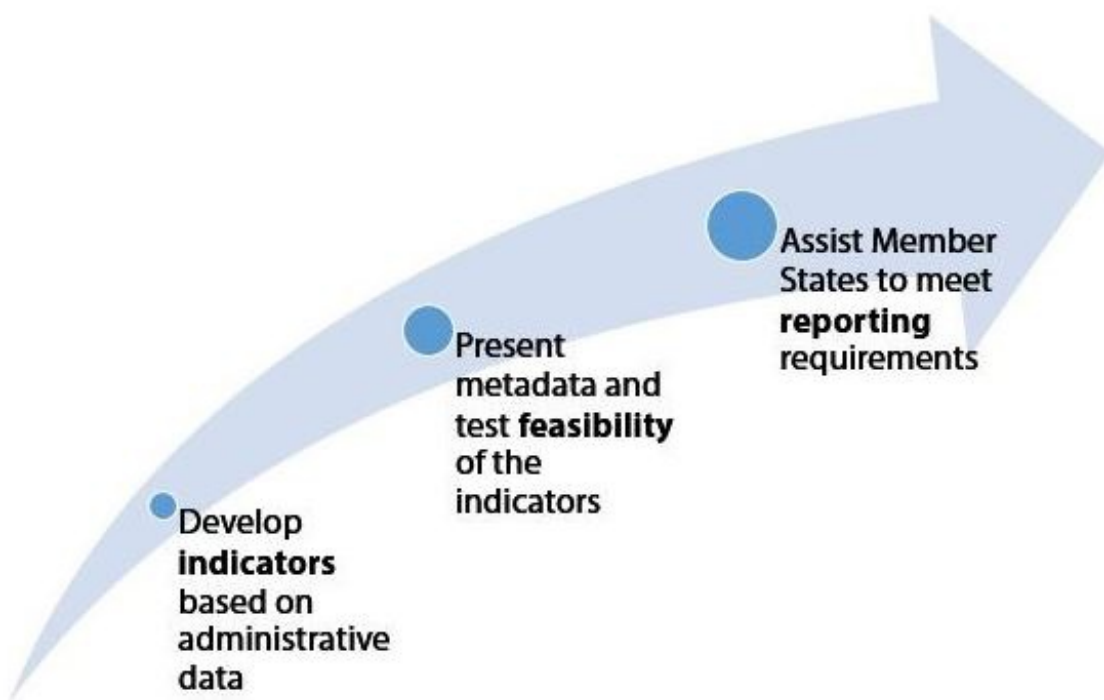 Develop
indicators
based on
administrative
data
Present
metadata and
test feasibility
of the
indicators
Assist Member
States to meet
reporting
requirements